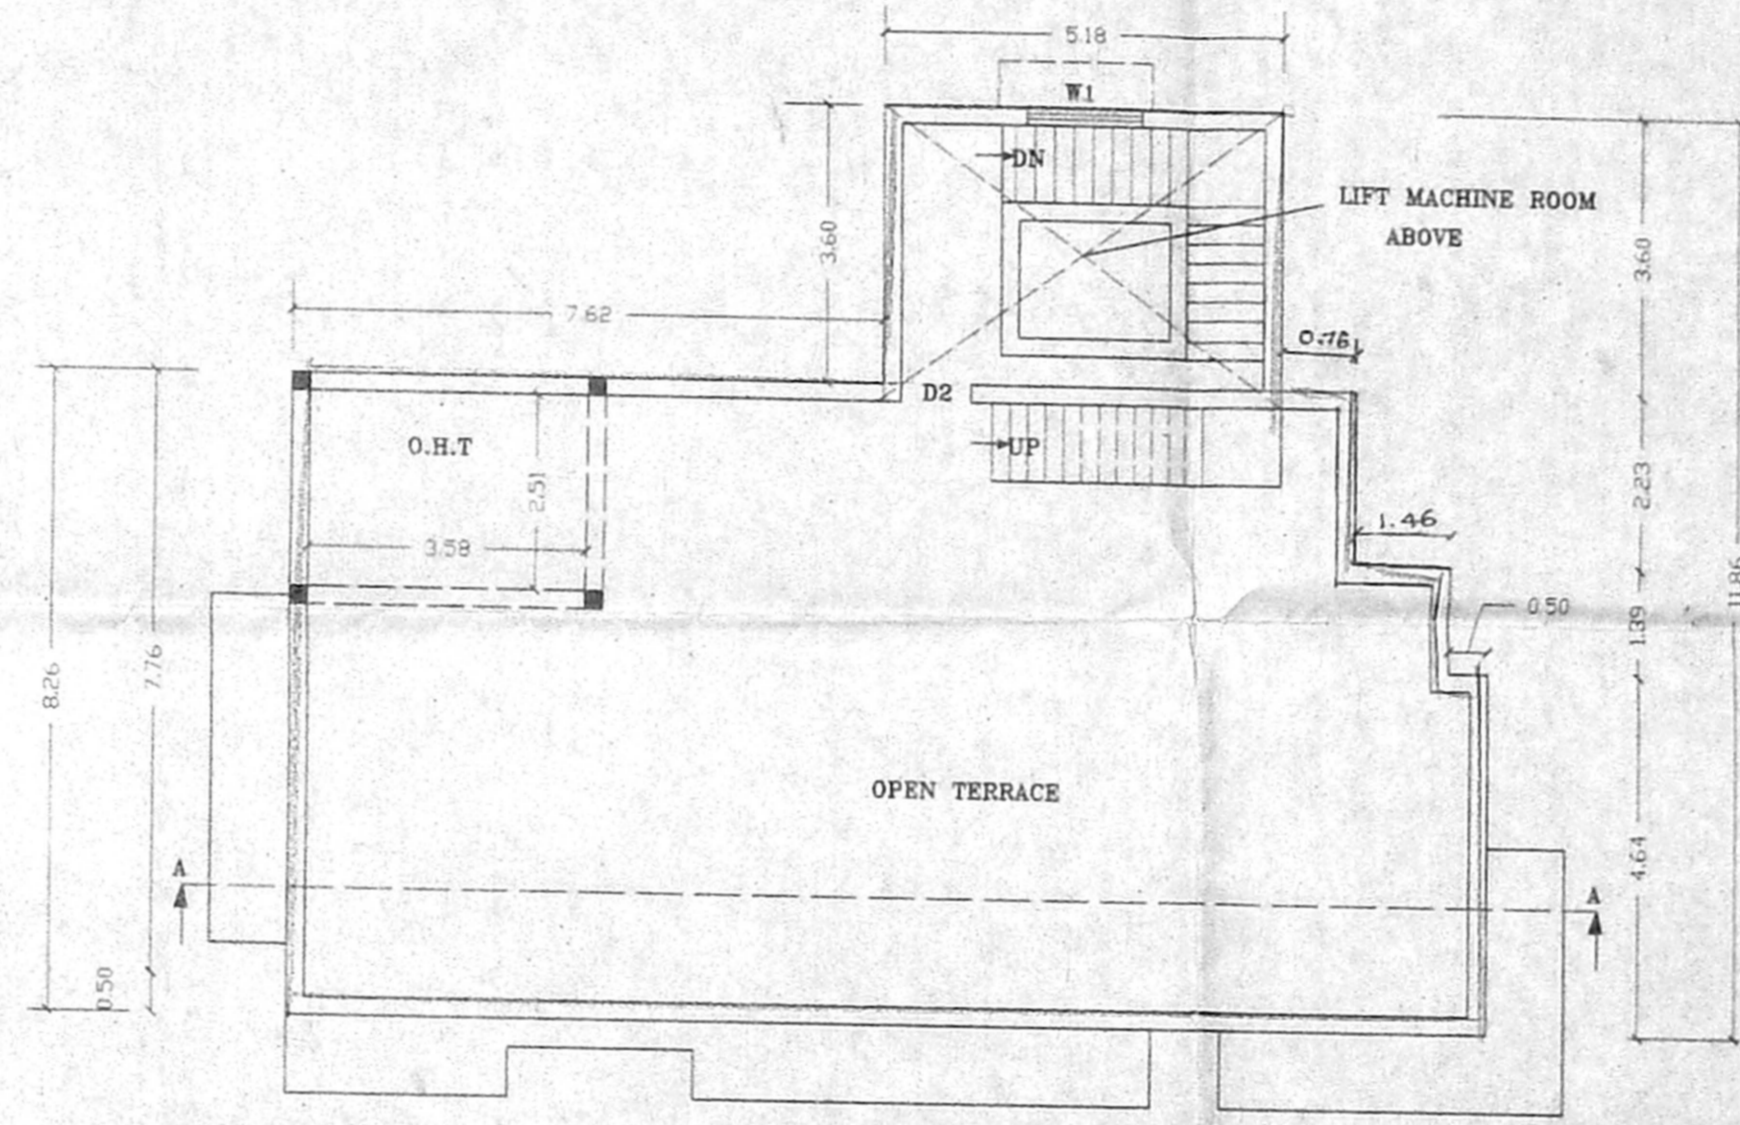 5.18
W1
DN
LIFT MACHINE ROOM
ABOVE
3.60
3.60
7.62
0.76
D2
O.H.T
UP
2.51
2.23
1.46
3.58
0.50
11.86
1.39
8.26
7.76
OPEN TERRACE
4.64
A
A
0.50